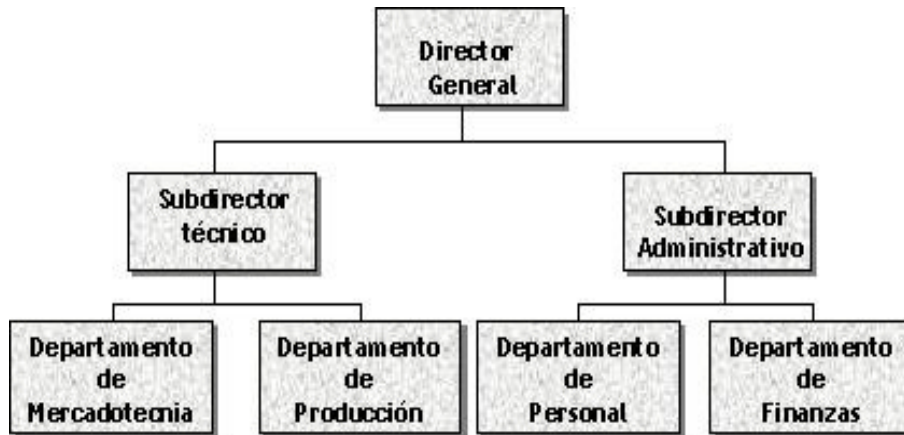 Director
General
Subdirector
técnico
Subdirector
Administrativo
Departamento
de
Mercadotecnia
Departamento
de
Producción
Departamento
de
Personal
Departamento
de
Finanzas